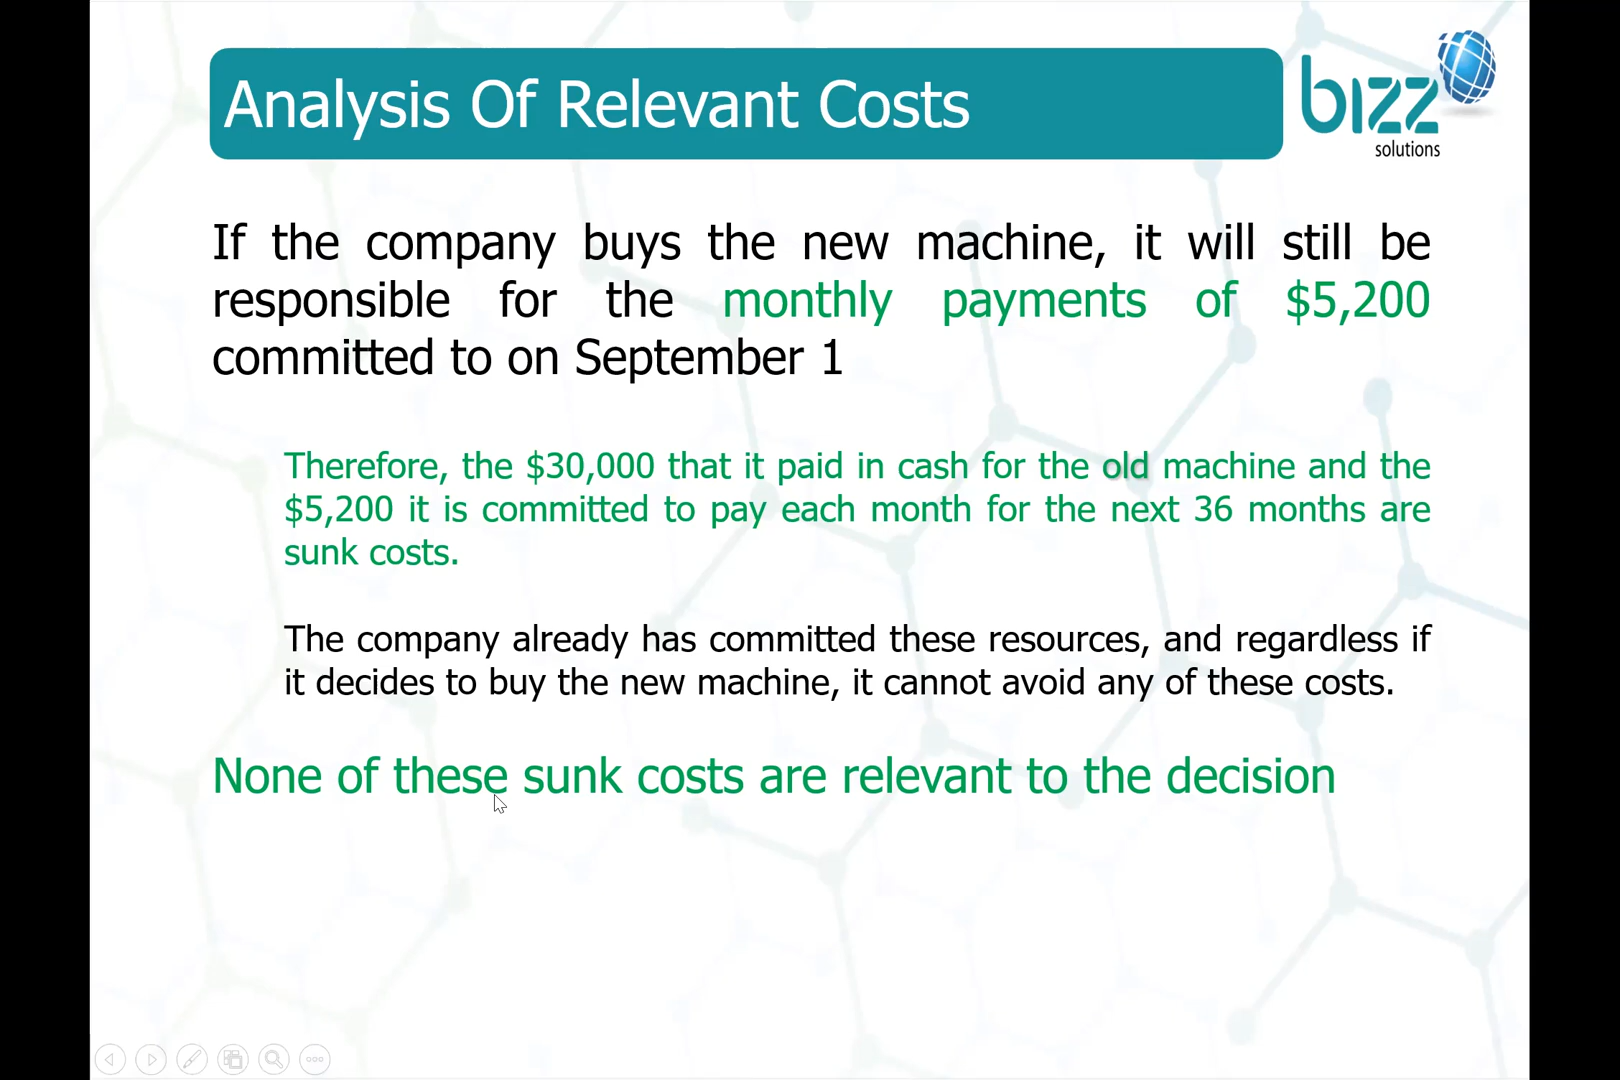 Analysis Of Relevant Costs
bizz
solutions
If the company buys the new machine, it will still be
responsible for the monthly payments of $5,200
committed to on September 1
Therefore, the $30,000 that it paid in cash for the old machine and the
$5,200 it is committed to pay each month for the next 36 months are
sunk costs.
The company already has committed these resources, and regardless if
it decides to buy the new machine, it cannot avoid any of these costs.
None of these sunk costs are relevant to the decision